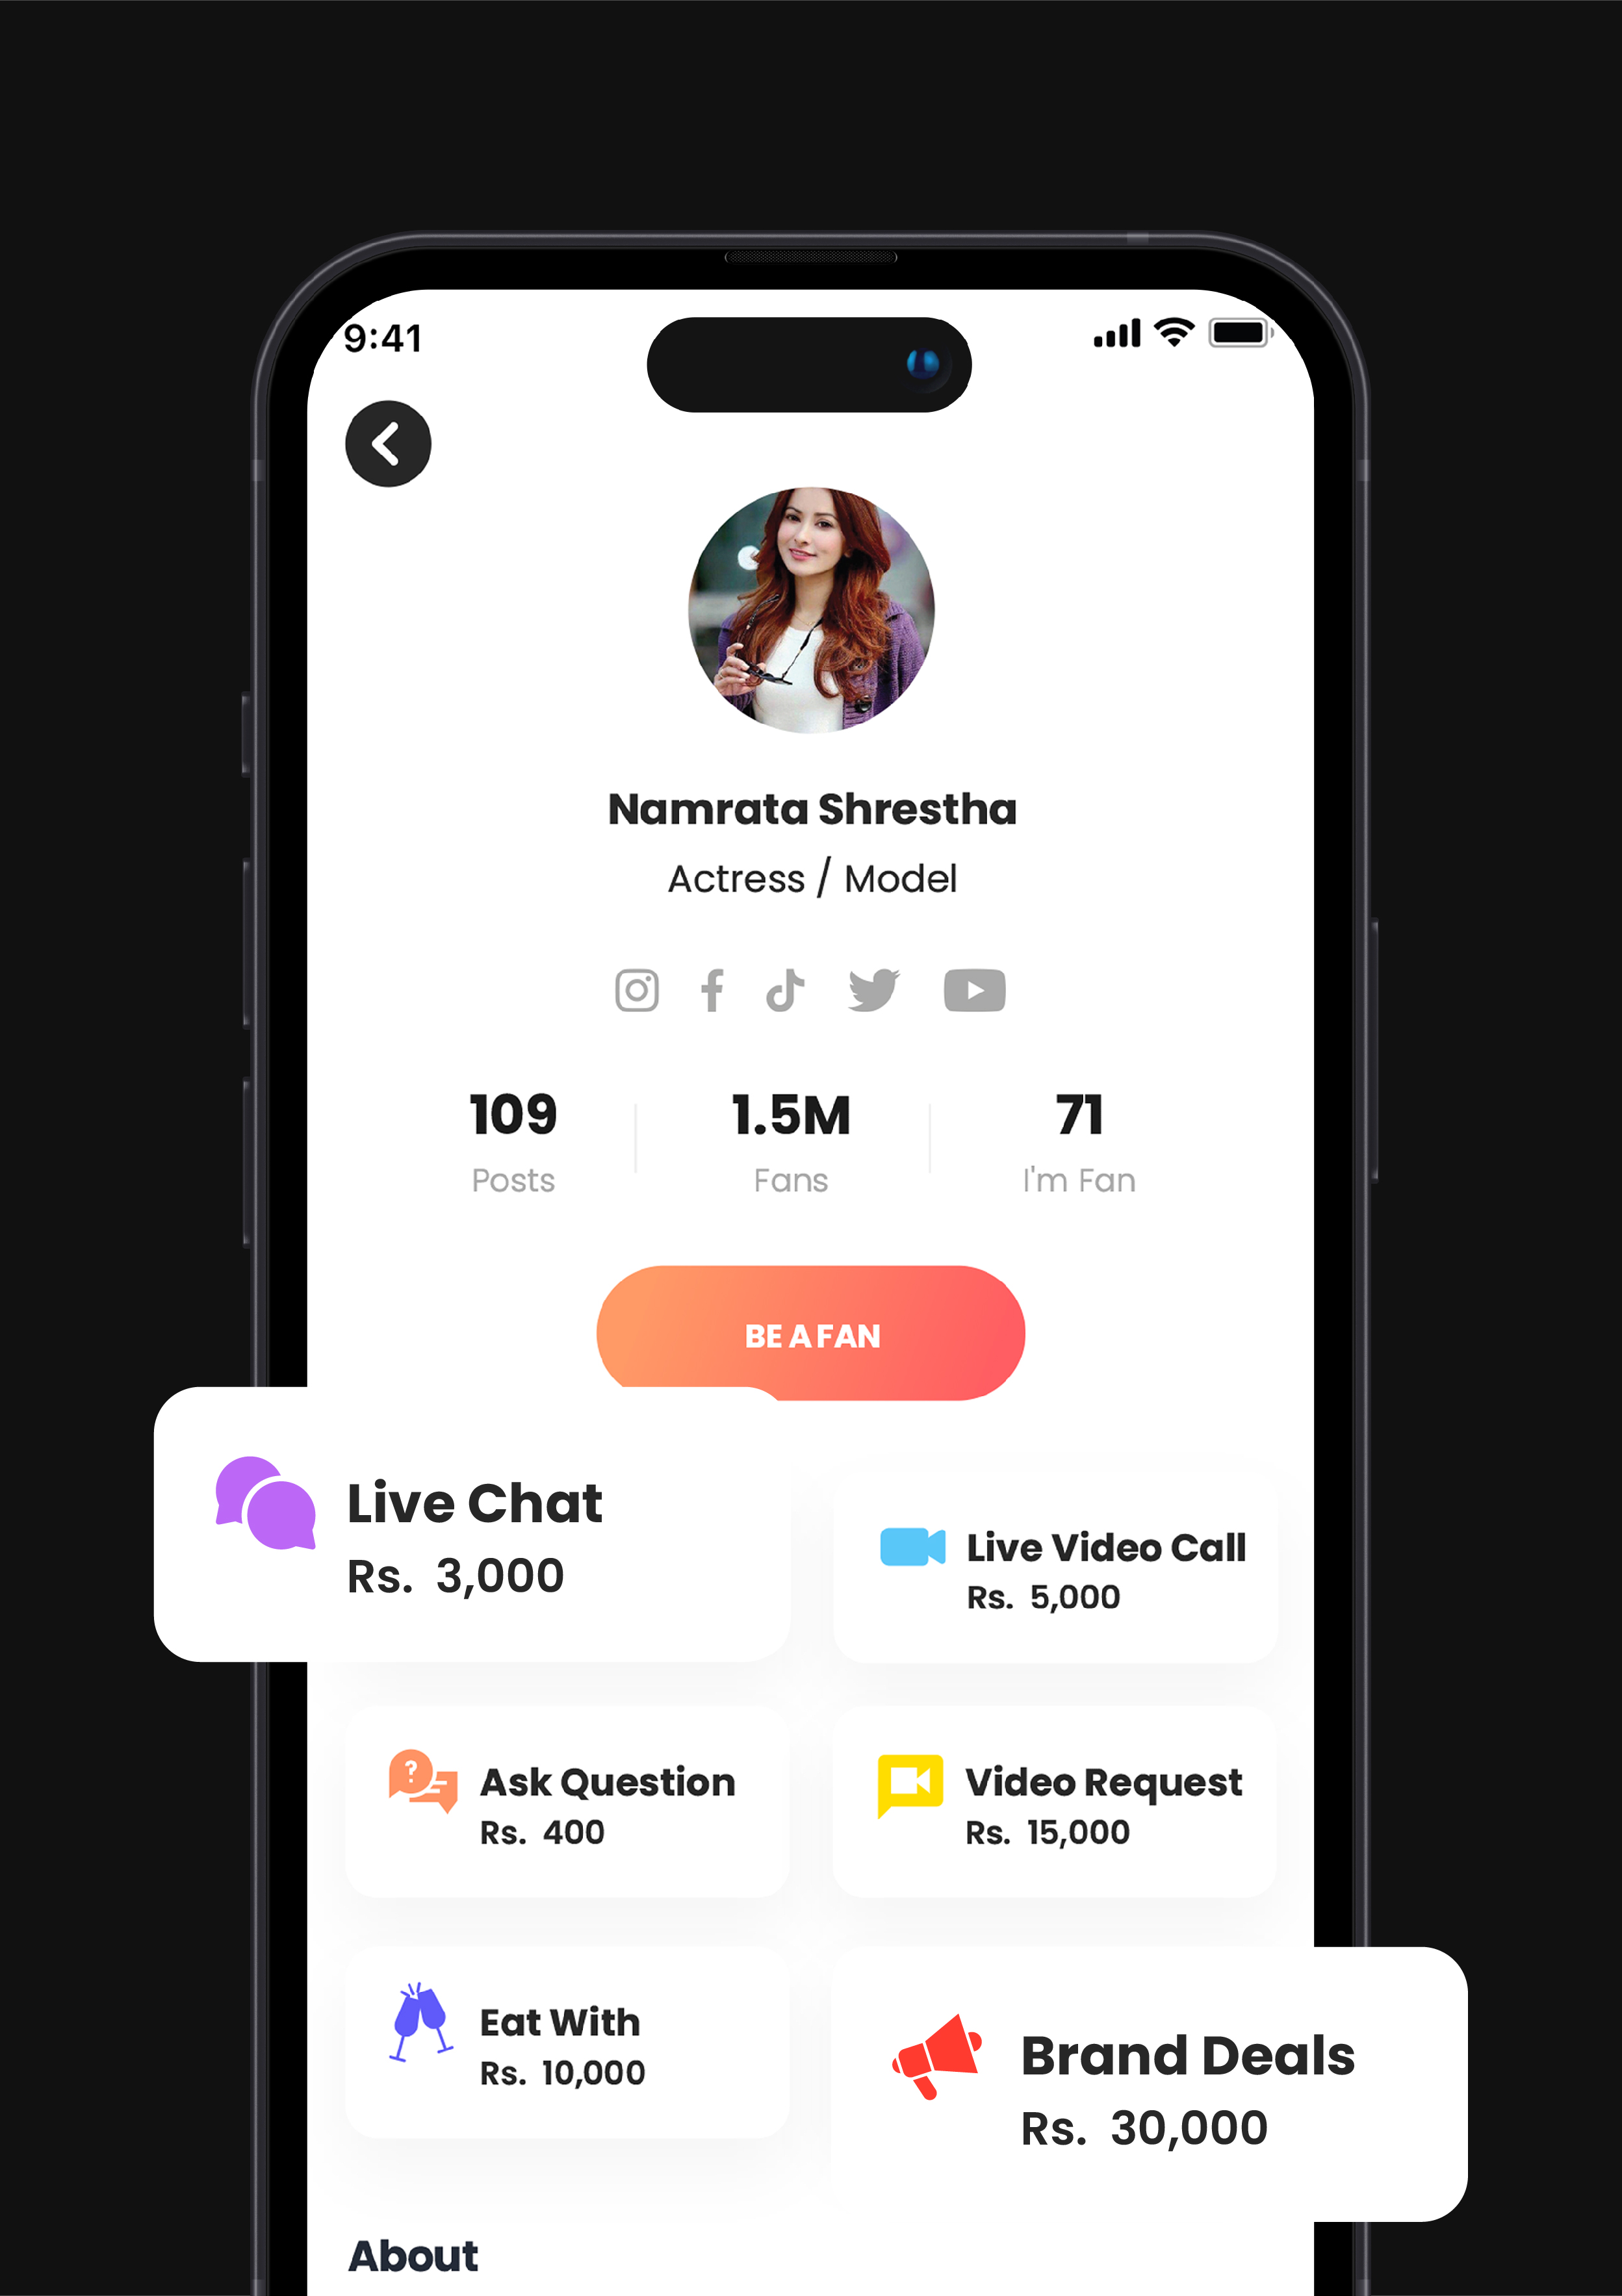 9:41
Namrata Shrestha
Actress / Model
109
1.5M
71
Posts
Fans
I'm Fan
BE A FAN
Live Chat
Rs. 3,000
Live Video Call
Rs. 5,000
Ask Question
Rs. 400
Video Request
Rs. 15,000
Eat With
Rs. 10,000
Brand Deals
Rs. 30,000
About